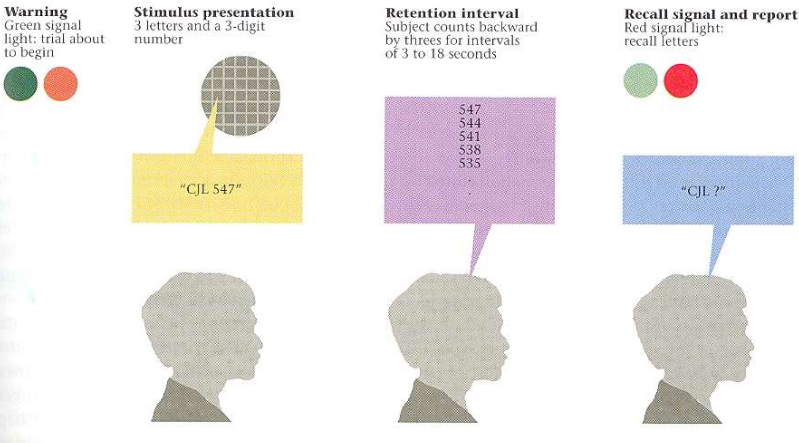 Warning
Green signal
light: trial about
to begin
Stimulus presentation
3 letters and a 3-digit
number
"CJL 547"
Retention interval
Subject counts backward
by threes for intervals
of 3 to 18 seconds
547
544
541
538
535
.
.
Recall signal and report
Red signal light:
recall letters
"CJL ?"